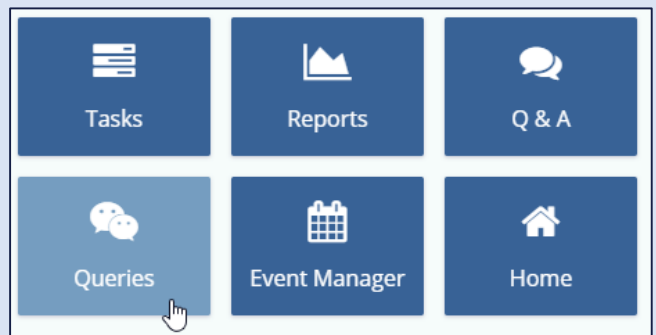 Tasks
Reports
Q & A
Queries
Event Manager
Home